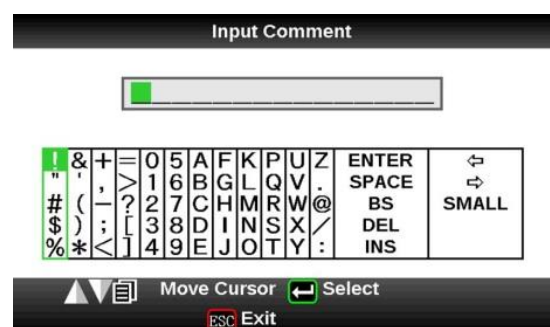 Input Comment
! & + = 0 5 A F K P U Z ENTER ⇦
" ' , > 1 6 B G L Q V . SPACE ⇨
# ( — ? 2 7 C H M R W @ BS SMALL
$ ) ; [ 3 8 D I N S X / DEL
% * < ] 4 9 E J O T Y : INS
Move Cursor Select
ESC Exit